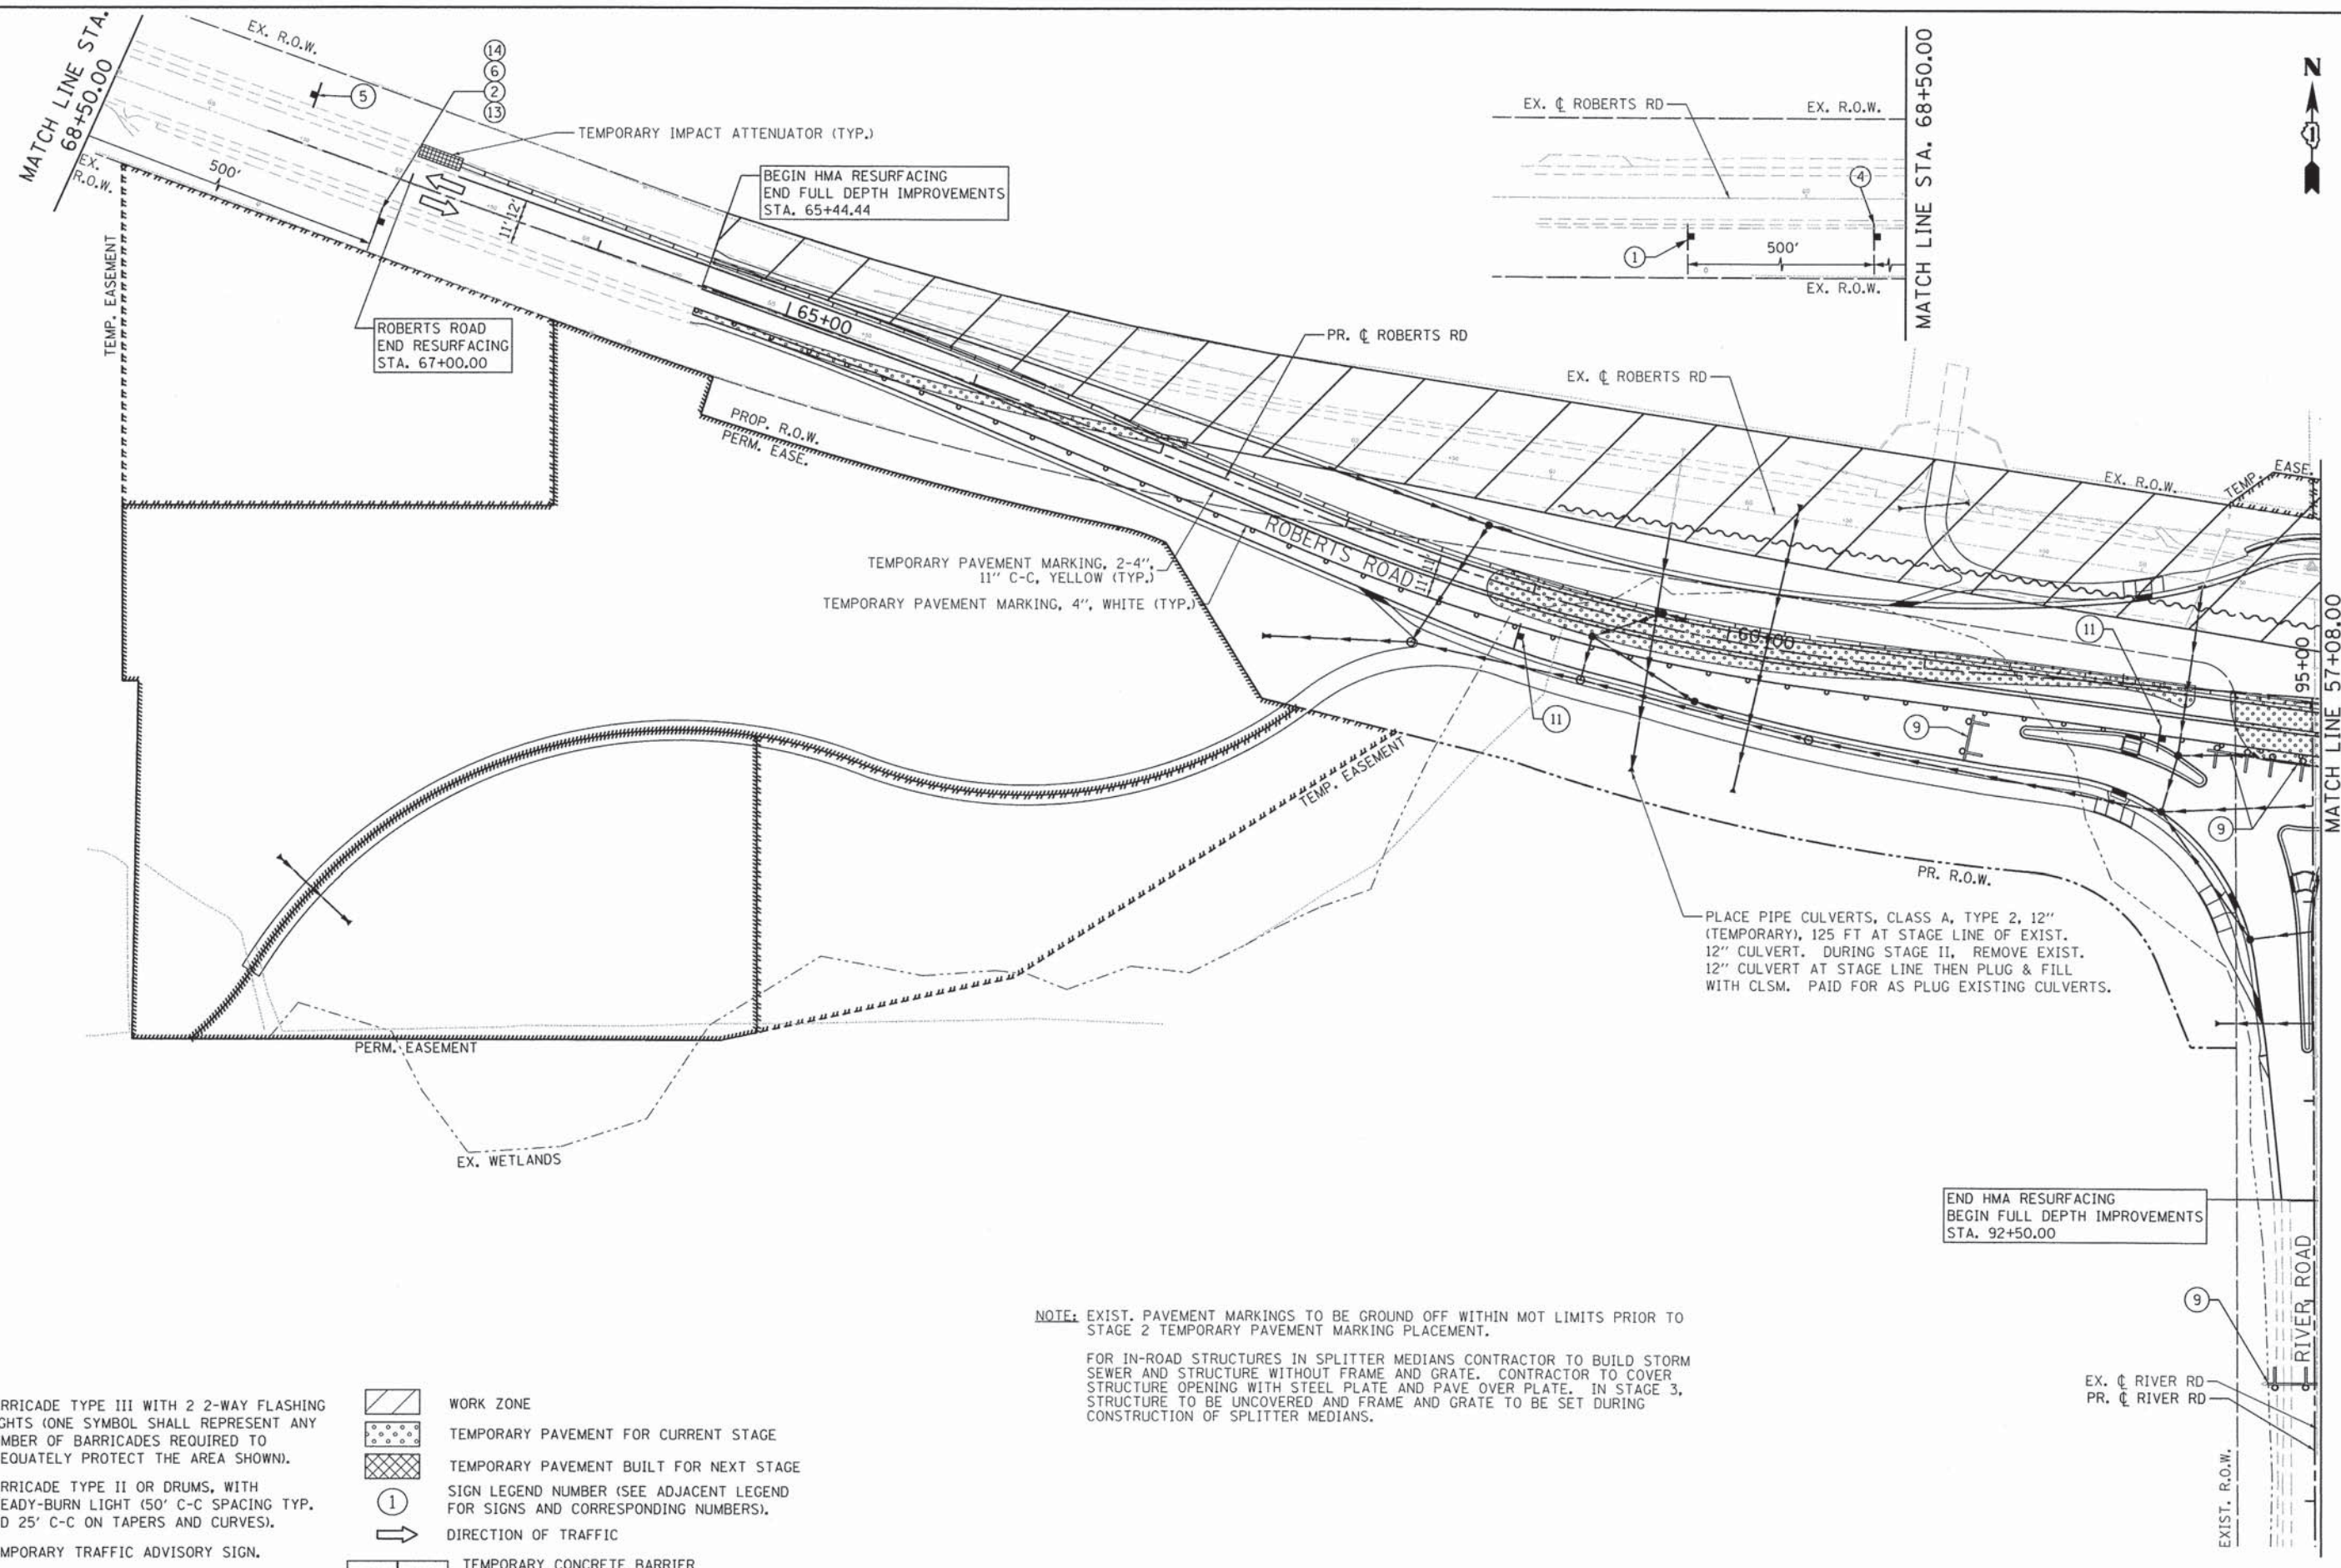 MATCH LINE STA.
68+50.00
EX. R.O.W.
14
6
2
13
5
TEMPORARY IMPACT ATTENUATOR (TYP.)
EX.
R.O.W.
500'
BEGIN HMA RESURFACING
END FULL DEPTH IMPROVEMENTS
STA. 65+44.44
11' 12'
TEMP. EASEMENT
ROBERTS ROAD
END RESURFACING
STA. 67+00.00
65+00
EX. ℄ ROBERTS RD
EX. R.O.W.
4
1
500'
EX. R.O.W.
MATCH LINE STA. 68+50.00
N
1
PR. ℄ ROBERTS RD
EX. ℄ ROBERTS RD
PROP. R.O.W.
PERM. EASE.
EX. R.O.W.
TEMP. EASE.
ROBERTS ROAD
11' 11'
TEMPORARY PAVEMENT MARKING, 2-4",
11" C-C, YELLOW (TYP.)
TEMPORARY PAVEMENT MARKING, 4", WHITE (TYP.)
60+00
11
11
9
9
95+00
MATCH LINE 57+08.00
TEMP. EASEMENT
PR. R.O.W.
PLACE PIPE CULVERTS, CLASS A, TYPE 2, 12"
(TEMPORARY), 125 FT AT STAGE LINE OF EXIST.
12" CULVERT. DURING STAGE II, REMOVE EXIST.
12" CULVERT AT STAGE LINE THEN PLUG & FILL
WITH CLSM. PAID FOR AS PLUG EXISTING CULVERTS.
PERM. EASEMENT
EX. WETLANDS
END HMA RESURFACING
BEGIN FULL DEPTH IMPROVEMENTS
STA. 92+50.00
RIVER ROAD
9
EX. ℄ RIVER RD
PR. ℄ RIVER RD
EXIST. R.O.W.
NOTE: EXIST. PAVEMENT MARKINGS TO BE GROUND OFF WITHIN MOT LIMITS PRIOR TO
STAGE 2 TEMPORARY PAVEMENT MARKING PLACEMENT.
FOR IN-ROAD STRUCTURES IN SPLITTER MEDIANS CONTRACTOR TO BUILD STORM
SEWER AND STRUCTURE WITHOUT FRAME AND GRATE. CONTRACTOR TO COVER
STRUCTURE OPENING WITH STEEL PLATE AND PAVE OVER PLATE. IN STAGE 3,
STRUCTURE TO BE UNCOVERED AND FRAME AND GRATE TO BE SET DURING
CONSTRUCTION OF SPLITTER MEDIANS.
RRICADE TYPE III WITH 2 2-WAY FLASHING
GHTS (ONE SYMBOL SHALL REPRESENT ANY
MBER OF BARRICADES REQUIRED TO
EQUATELY PROTECT THE AREA SHOWN).
RRICADE TYPE II OR DRUMS, WITH
EADY-BURN LIGHT (50' C-C SPACING TYP.
D 25' C-C ON TAPERS AND CURVES).
MPORARY TRAFFIC ADVISORY SIGN.
WORK ZONE
TEMPORARY PAVEMENT FOR CURRENT STAGE
TEMPORARY PAVEMENT BUILT FOR NEXT STAGE
1
SIGN LEGEND NUMBER (SEE ADJACENT LEGEND
FOR SIGNS AND CORRESPONDING NUMBERS).
DIRECTION OF TRAFFIC
TEMPORARY CONCRETE BARRIER